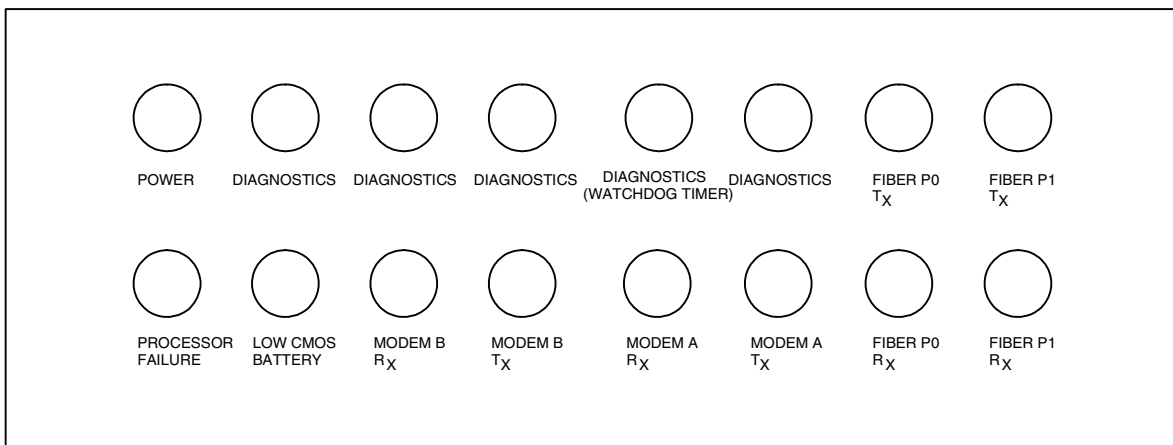 POWER
DIAGNOSTICS
DIAGNOSTICS
DIAGNOSTICS
DIAGNOSTICS
(WATCHDOG TIMER)
DIAGNOSTICS
FIBER P0
TX
FIBER P1
TX
PROCESSOR
FAILURE
LOW CMOS
BATTERY
MODEM B
RX
MODEM B
TX
MODEM A
RX
MODEM A
TX
FIBER P0
RX
FIBER P1
RX